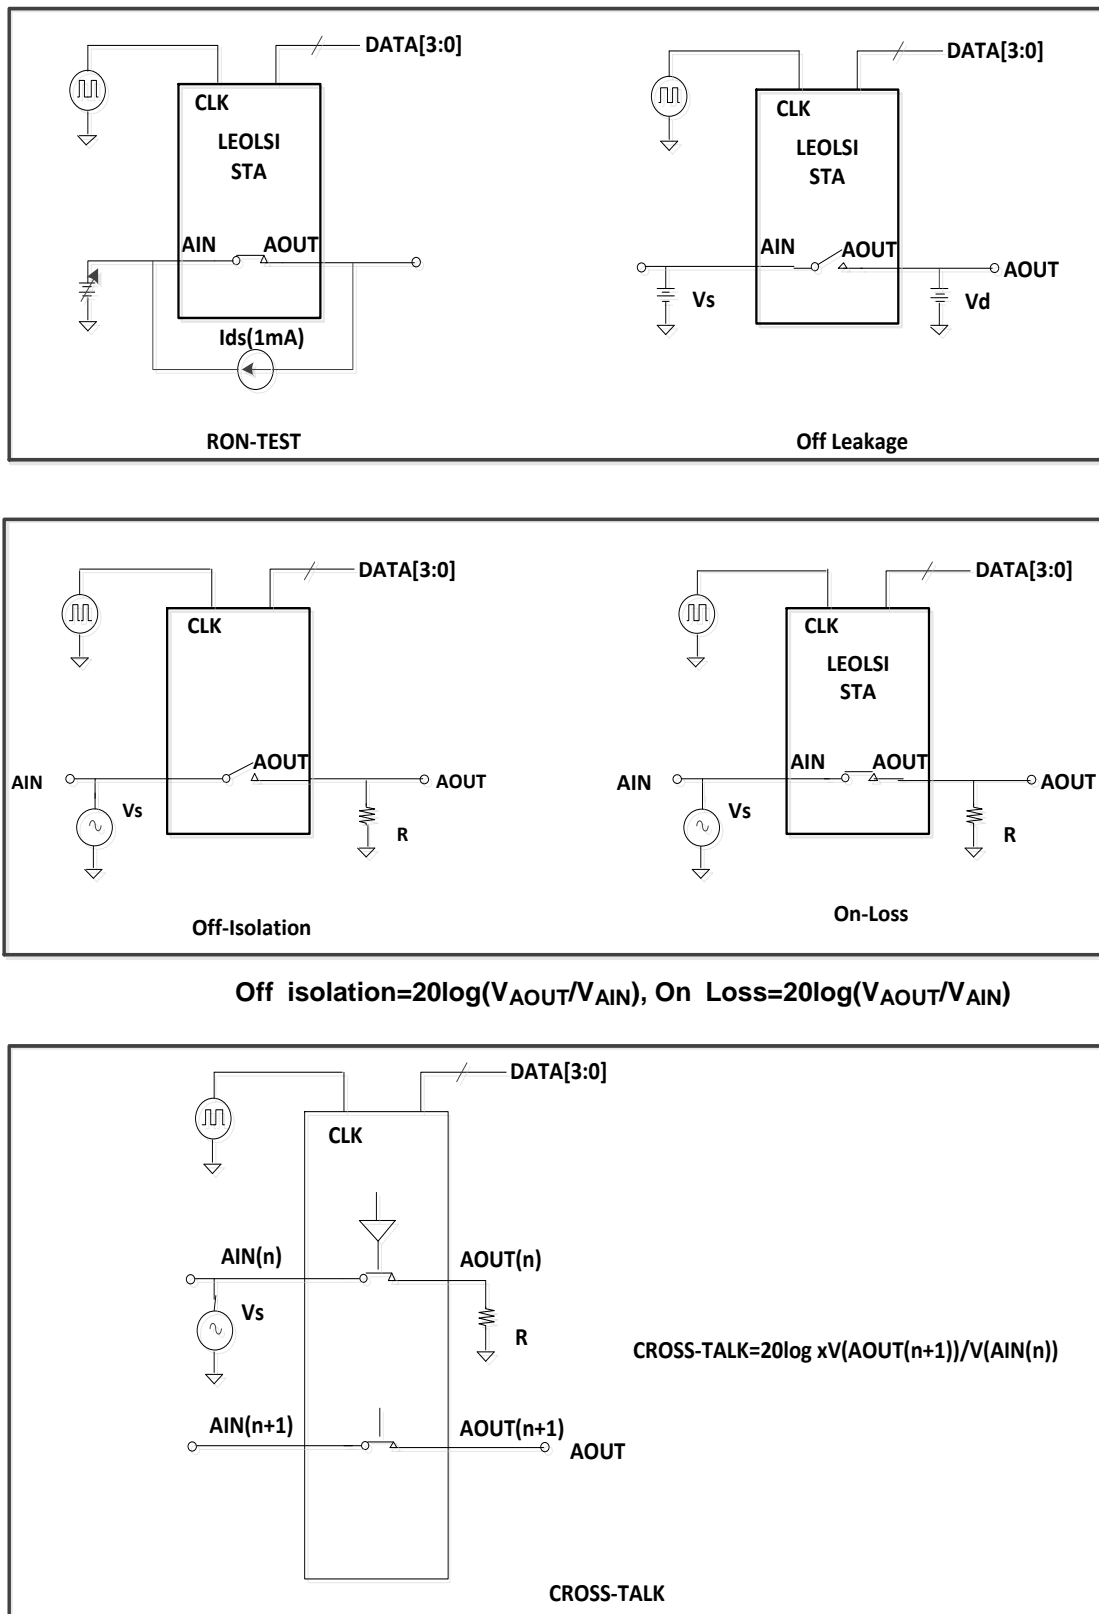 DATA[3:0]
CLK
LEOLSI
STA
AIN
AOUT
Ids(1mA)
RON-TEST
DATA[3:0]
CLK
LEOLSI
STA
AIN
AOUT
AOUT
Vs
Vd
Off Leakage
DATA[3:0]
CLK
AOUT
AIN
AOUT
Vs
R
Off-Isolation
DATA[3:0]
CLK
LEOLSI
STA
AIN
AOUT
AIN
AOUT
Vs
R
On-Loss
Off isolation=20log(VAOUT/VAIN), On Loss=20log(VAOUT/VAIN)
DATA[3:0]
CLK
AIN(n)
AOUT(n)
Vs
R
CROSS-TALK=20log xV(AOUT(n+1))/V(AIN(n))
AIN(n+1)
AOUT(n+1)
AOUT
CROSS-TALK